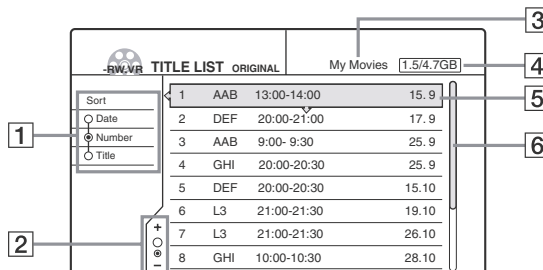 3
-RWVR TITLE LIST ORIGINAL My Movies 1.5/4.7GB 4
Sort
Date
1 Number
Title
1 AAB 13:00-14:00 15. 9 5
2 DEF 20:00-21:00 17. 9
3 AAB 9:00- 9:30 25. 9 6
4 GHI 20:00-20:30 25. 9
5 DEF 20:00-20:30 15.10
6 L3 21:00-21:30 19.10
2 + 7 L3 21:00-21:30 26.10
– 8 GHI 10:00-10:30 28.10